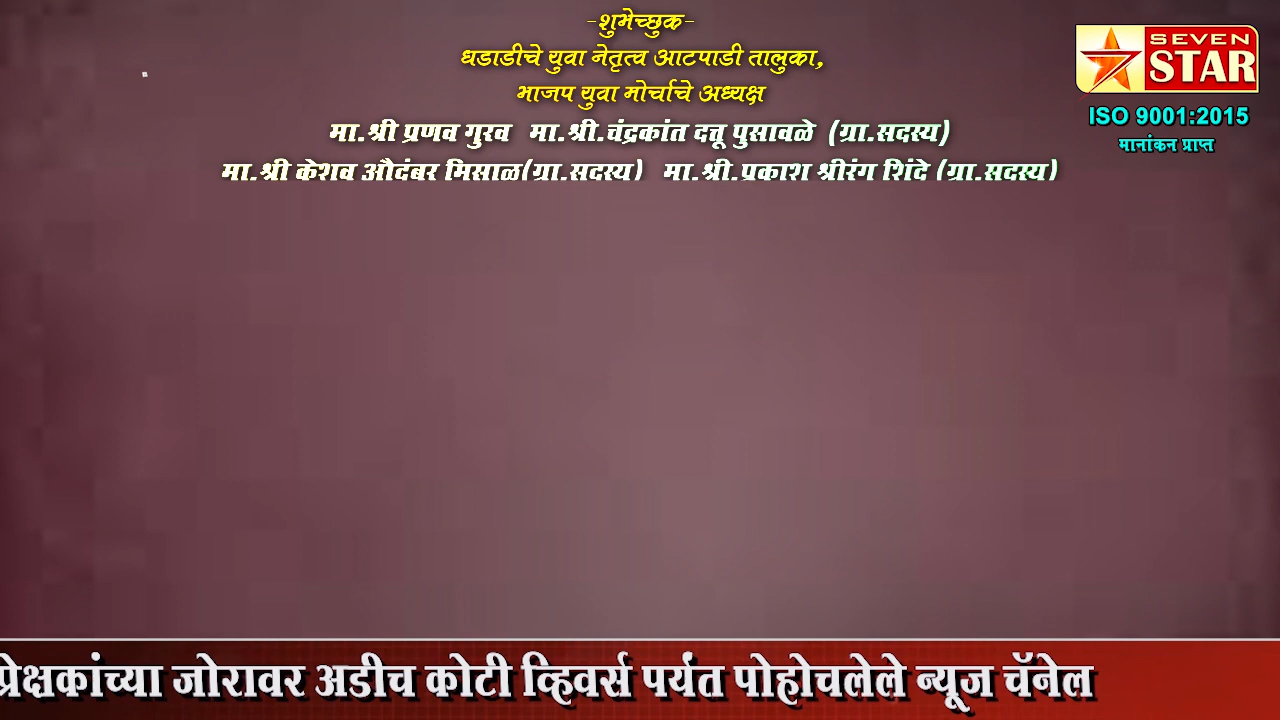 -शुभेच्छुक-
धडाडीचे युवा नेतृत्व आटपाडी तालुका,
भाजप युवा मोर्चाचे अध्यक्ष
मा.श्री प्रणव गुरव मा.श्री.चंद्रकांत दत्तू पुसावळे (ग्रा.सदस्य)
मा.श्री केशव औदंबर मिसाळ(ग्रा.सदस्य) मा.श्री.प्रकाश श्रीरंग शिंदे (ग्रा.सदस्य)
SEVEN
STAR
ISO 9001:2015
मानांकन प्राप्त
प्रेक्षकांच्या जोरावर अडीच कोटी व्हिवर्स पर्यंत पोहोचलेले न्यूज चॅनेल